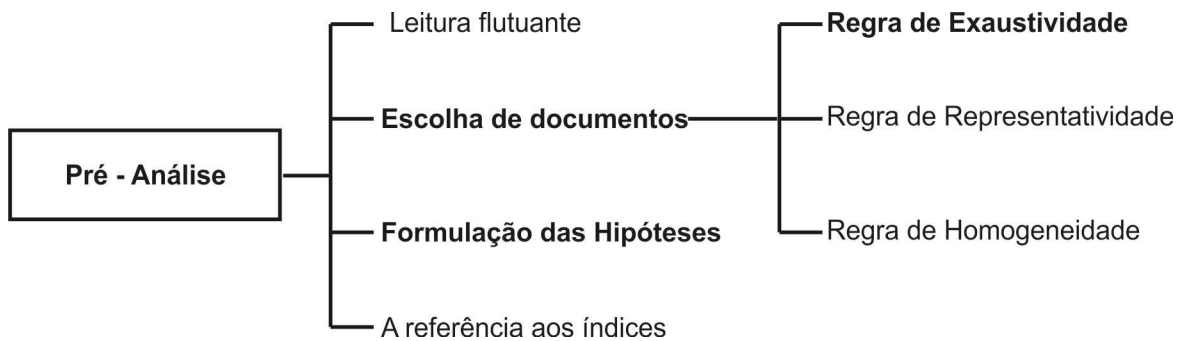 Leitura flutuante
Regra de Exaustividade
Escolha de documentos
Regra de Representatividade
Pré - Análise
Formulação das Hipóteses
Regra de Homogeneidade
A referência aos índices